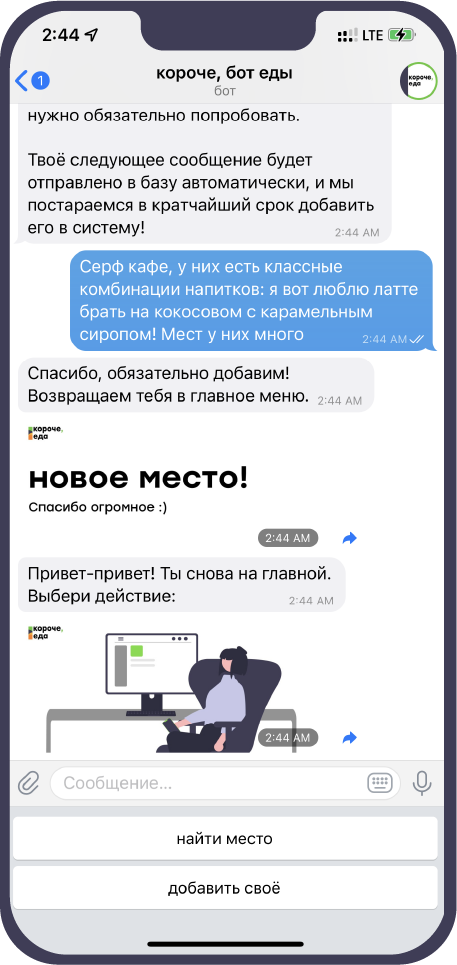 2:44
LTE
1
короче, бот еды
бот
короче,
еда
нужно обязательно попробовать.
Твоё следующее сообщение будет
отправлено в базу автоматически, и мы
постараемся в кратчайший срок добавить
его в систему!
2:44 AM
Серф кафе, у них есть классные
комбинации напитков: я вот люблю латте
брать на кокосовом с карамельным
сиропом! Мест у них много
2:44 AM
Спасибо, обязательно добавим!
Возвращаем тебя в главное меню.
2:44 AM
короче,
еда
новое место!
Спасибо огромное :)
2:44 AM
Привет-привет! Ты снова на главной.
Выбери действие:
2:44 AM
короче,
еда
2:44 AM
Сообщение...
найти место
добавить своё